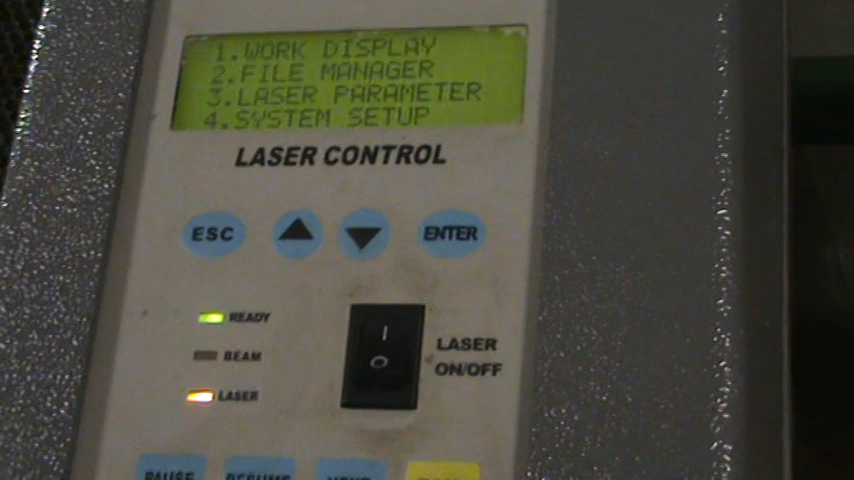 1.WORK DISPLAY
2.FILE MANAGER
3.LASER PARAMETER
4.SYSTEM SETUP
LASER CONTROL
ESC
ENTER
READY
BEAM
LASER
I
O
LASER
ON/OFF
PAUSE RESUME NEXT